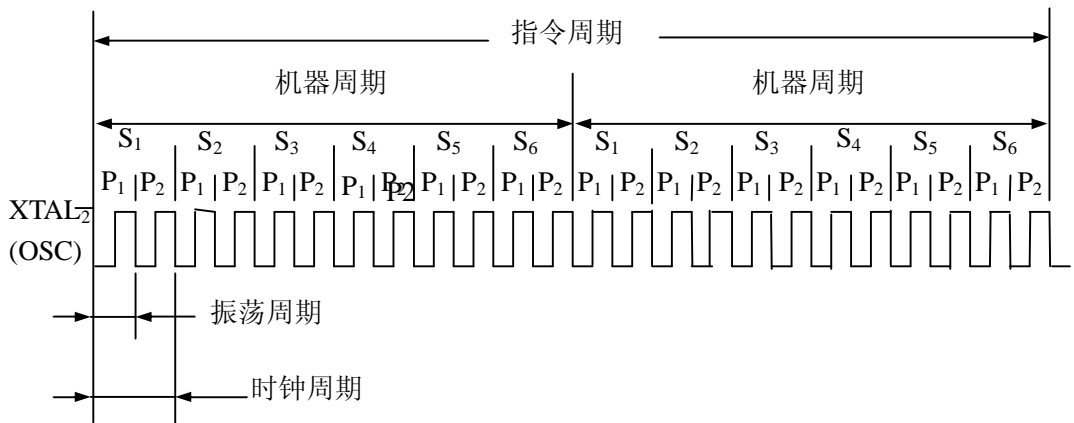 指令周期
机器周期 机器周期
S₁ S₂ S₃ S₄ S₅ S₆ S₁ S₂ S₃ S₄ S₅ S₆
P₁ P₂ P₁ P₂ P₁ P₂ P₁ P₂ P₁ P₂ P₁ P₂ P₁ P₂ P₁ P₂ P₁ P₂ P₁ P₂ P₁ P₂ P₁ P₂
XTAL₂
(OSC)
振荡周期
时钟周期